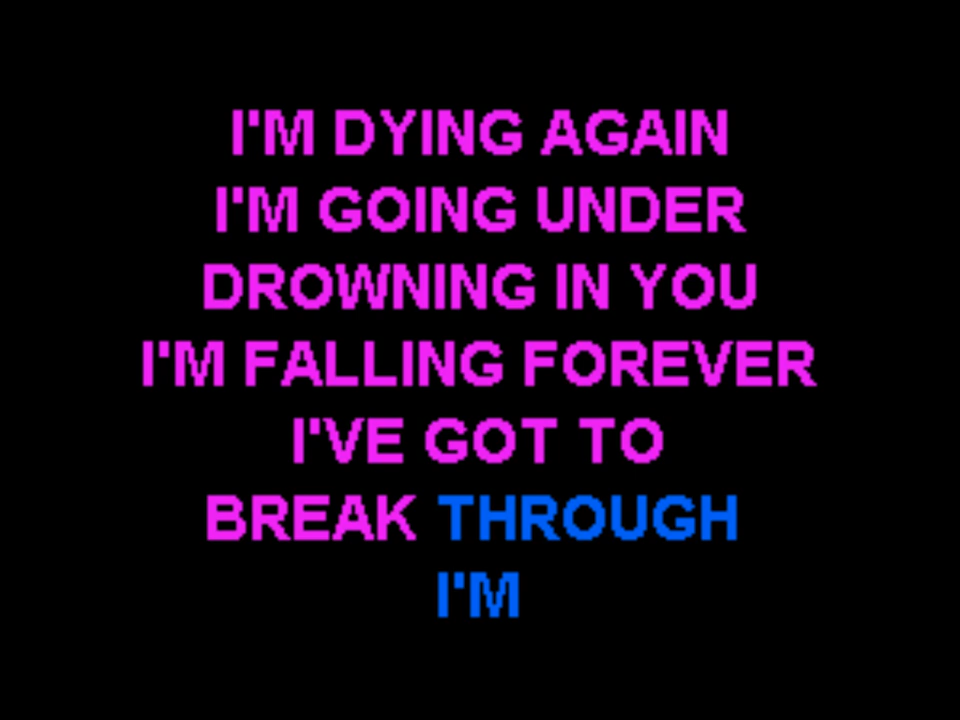 I'M DYING AGAIN
I'M GOING UNDER
DROWNING IN YOU
I'M FALLING FOREVER
I'VE GOT TO
BREAK THROUGH
I'M